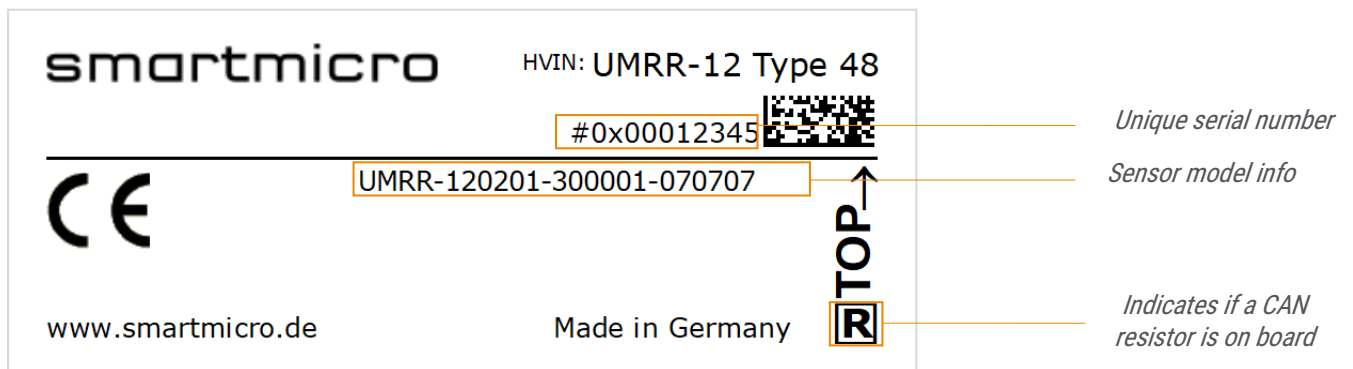 smartmicro
HVIN: UMRR-12 Type 48
#0x00012345
Unique serial number
UMRR-120201-300001-070707
Sensor model info
CE
TOP
R
Indicates if a CAN
resistor is on board
www.smartmicro.de
Made in Germany